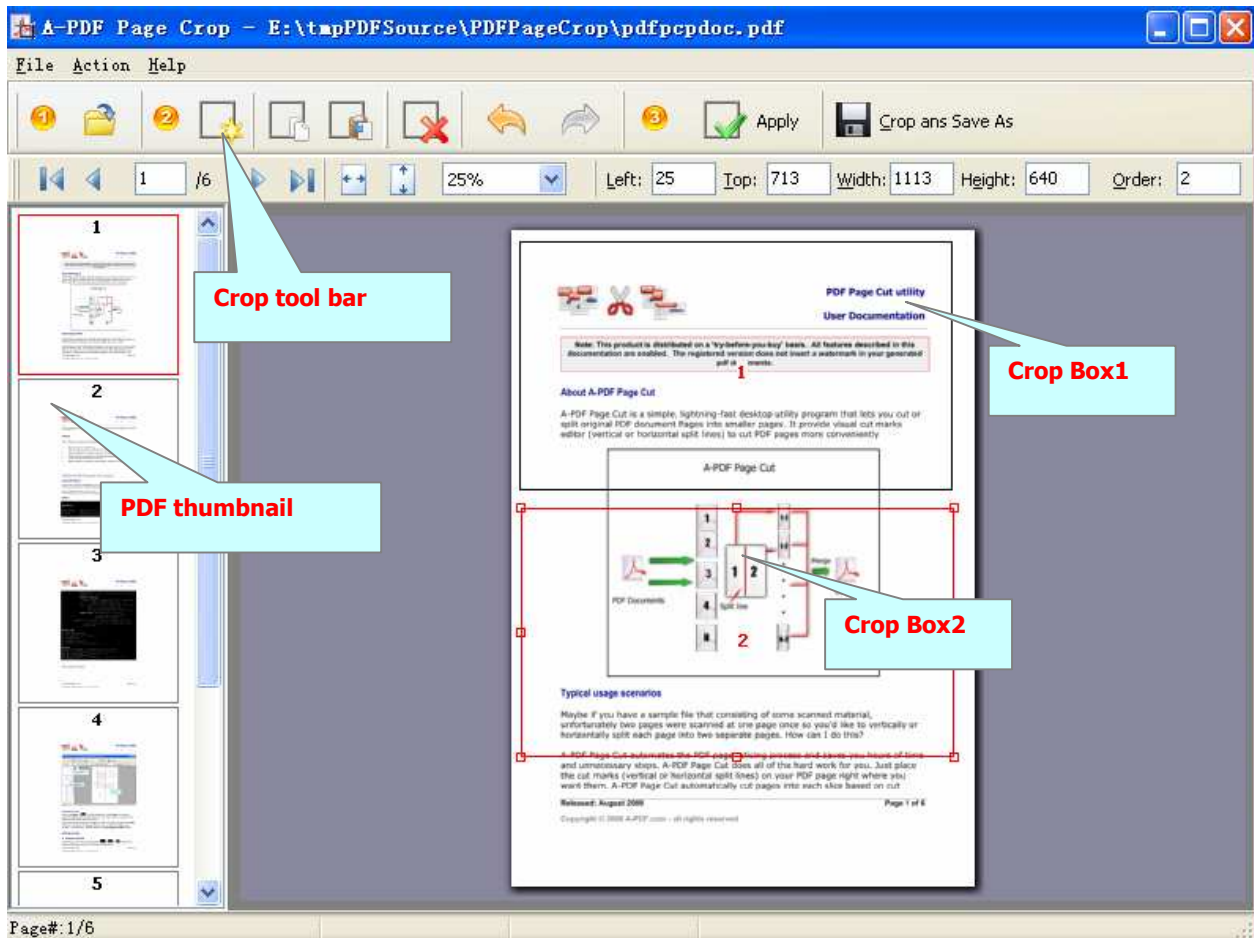 A-PDF Page Crop - E:\tmpPDFSource\PDFPageCrop\pdfpcpdoc.pdf
File Action Help
1 2 3 Apply Crop ans Save As
1 /6 25% Left: 25 Top: 713 Width: 1113 Height: 640 Order: 2
1
2
3
4
5
Crop tool bar
PDF thumbnail
PDF Page Cut utility
User Documentation
Crop Box1
Note: This product is distributed on a 'try-before-you-buy' basis. All features described in this
documentation are enabled. The registered version does not insert a watermark in your generated
1
About A-PDF Page Cut
A-PDF Page Cut is a simple, lightning-fast desktop utility program that lets you cut or
split original PDF document Pages into smaller pages. It provide visual cut marks
editor (vertical or horizontal split lines) to cut PDF pages more conveniently
A-PDF Page Cut
1
2
3
4
1 2
Merge
PDF Documents
Split line
2
Crop Box2
Typical usage scenarios
Maybe if you have a sample file that consisting of some scanned material,
unfortunately two pages were scanned at one page once so you'd like to vertically or
horizontally split each page into two separate pages. How can I do this?
A-PDF Page Cut automates the PDF page slicing process and saves you hours of time
and unnecessary steps. A-PDF Page Cut does all of the hard work for you. Just place
the cut marks (vertical or horizontal split lines) on your PDF page right where you
want them. A-PDF Page Cut automatically cut pages into each slice based on cut
Released: August 2008 Page 1 of 6
Copyright © 2008 A-PDF.com - all rights reserved
Page#:1/6